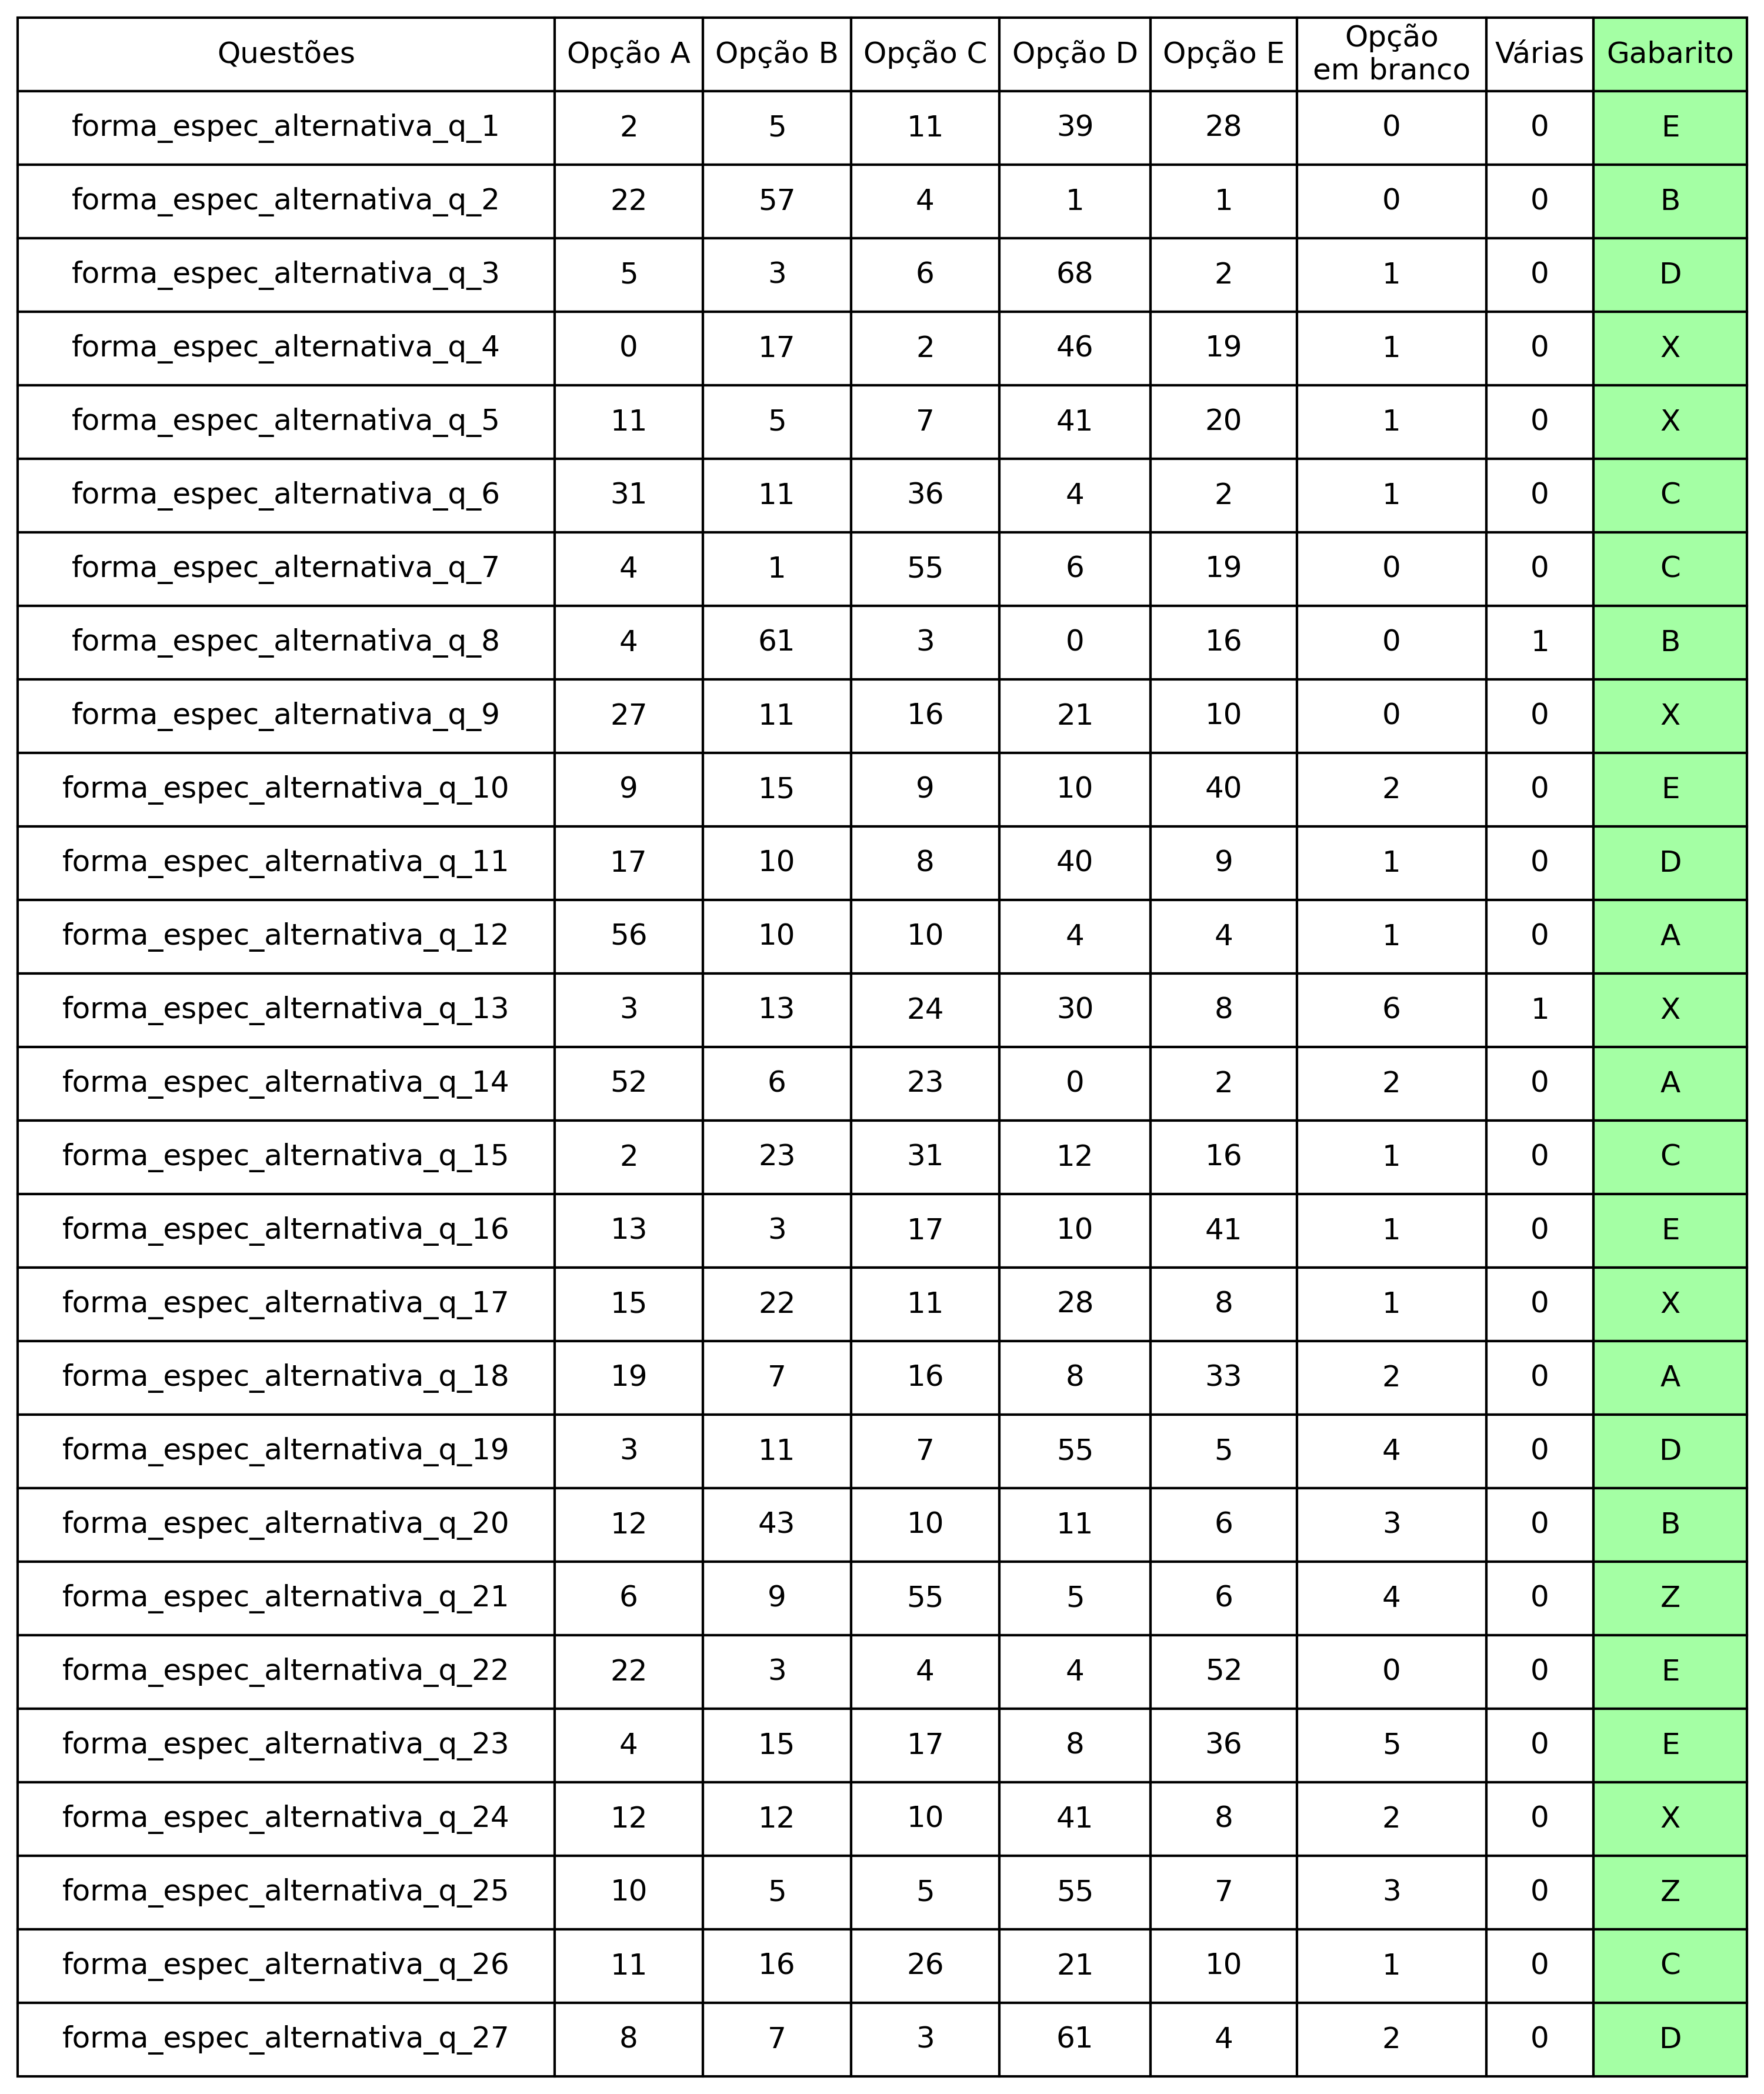 Questões Opção A Opção B Opção C Opção D Opção E Opção em branco Várias Gabarito
forma_espec_alternativa_q_1 2 5 11 39 28 0 0 E
forma_espec_alternativa_q_2 22 57 4 1 1 0 0 B
forma_espec_alternativa_q_3 5 3 6 68 2 1 0 D
forma_espec_alternativa_q_4 0 17 2 46 19 1 0 X
forma_espec_alternativa_q_5 11 5 7 41 20 1 0 X
forma_espec_alternativa_q_6 31 11 36 4 2 1 0 C
forma_espec_alternativa_q_7 4 1 55 6 19 0 0 C
forma_espec_alternativa_q_8 4 61 3 0 16 0 1 B
forma_espec_alternativa_q_9 27 11 16 21 10 0 0 X
forma_espec_alternativa_q_10 9 15 9 10 40 2 0 E
forma_espec_alternativa_q_11 17 10 8 40 9 1 0 D
forma_espec_alternativa_q_12 56 10 10 4 4 1 0 A
forma_espec_alternativa_q_13 3 13 24 30 8 6 1 X
forma_espec_alternativa_q_14 52 6 23 0 2 2 0 A
forma_espec_alternativa_q_15 2 23 31 12 16 1 0 C
forma_espec_alternativa_q_16 13 3 17 10 41 1 0 E
forma_espec_alternativa_q_17 15 22 11 28 8 1 0 X
forma_espec_alternativa_q_18 19 7 16 8 33 2 0 A
forma_espec_alternativa_q_19 3 11 7 55 5 4 0 D
forma_espec_alternativa_q_20 12 43 10 11 6 3 0 B
forma_espec_alternativa_q_21 6 9 55 5 6 4 0 Z
forma_espec_alternativa_q_22 22 3 4 4 52 0 0 E
forma_espec_alternativa_q_23 4 15 17 8 36 5 0 E
forma_espec_alternativa_q_24 12 12 10 41 8 2 0 X
forma_espec_alternativa_q_25 10 5 5 55 7 3 0 Z
forma_espec_alternativa_q_26 11 16 26 21 10 1 0 C
forma_espec_alternativa_q_27 8 7 3 61 4 2 0 D